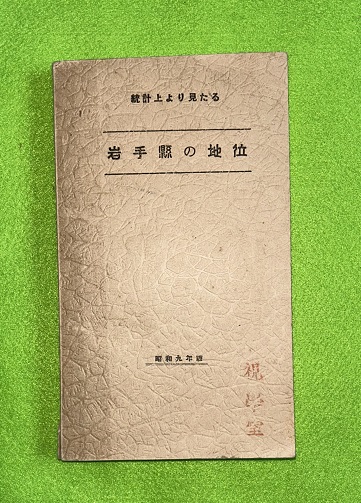 統計上より見たる
岩手縣の地位
昭和九年